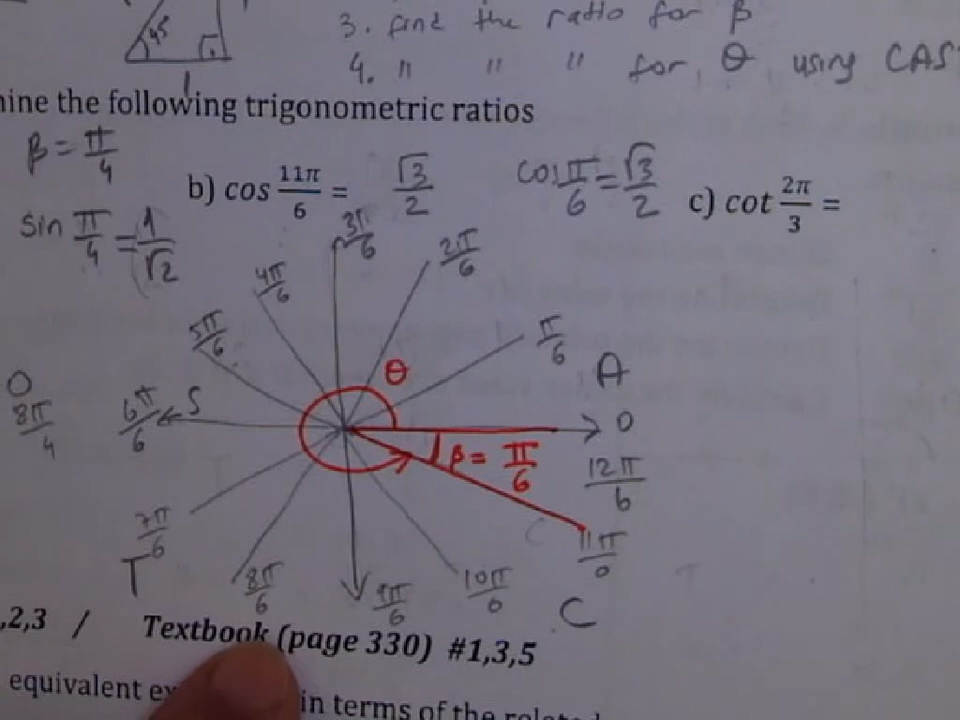 45
1
3. find the ratio for β
4. " " " for θ using CAS
ine the following trigonometric ratios
β = π/4
b) cos 11π/6 = √3/2
cos π/6 = √3/2
c) cot 2π/3 =
sin π/4 = 1/√2
3π/6
2π/6
4π/6
5π/6
π/6
θ
A
0
8π/4
6π/6
S
0
β = π/6
12π/6
7π/6
C
11π/6
T
8π/6
9π/6
10π/6
C
,2,3 / Textbook (page 330) #1,3,5
equivalent in terms of the